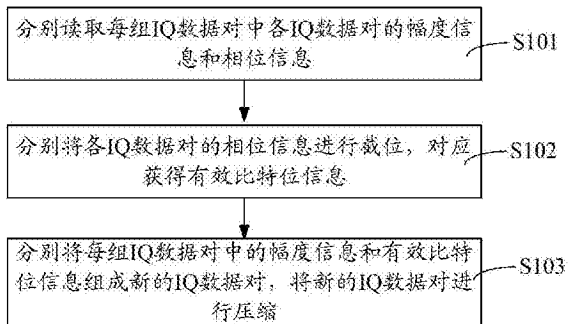 分别读取每组IQ数据对中各IQ数据对的幅度信
息和相位信息
S101
分别将各IQ数据对的相位信息进行截位，对应
获得有效比特位信息
S102
分别将每组IQ数据对中的幅度信息和有效比特
位信息组成新的IQ数据对，将新的IQ数据对进
行压缩
S103